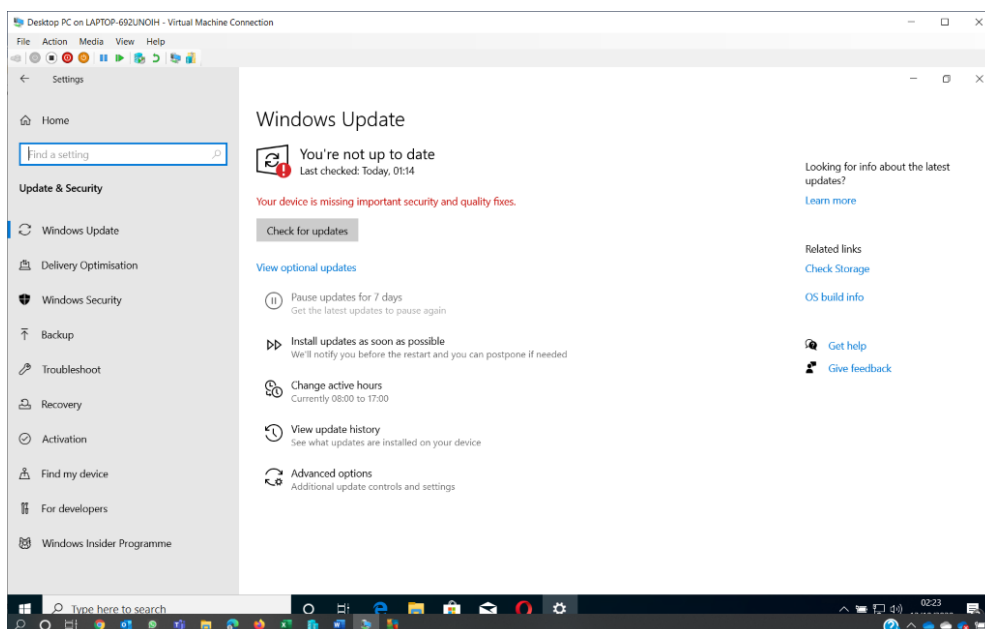 Desktop PC on LAPTOP-692UNOIH - Virtual Machine Connection
File Action Media View Help
Settings
Home
Find a setting
Update & Security
Windows Update
Delivery Optimisation
Windows Security
Backup
Troubleshoot
Recovery
Activation
Find my device
For developers
Windows Insider Programme
Windows Update
You're not up to date
Last checked: Today, 01:14
Your device is missing important security and quality fixes.
Check for updates
View optional updates
Pause updates for 7 days
Get the latest updates to pause again
Install updates as soon as possible
We'll notify you before the restart and you can postpone if needed
Change active hours
Currently 08:00 to 17:00
View update history
See what updates are installed on your device
Advanced options
Additional update controls and settings
Looking for info about the latest
updates?
Learn more
Related links
Check Storage
OS build info
Get help
Give feedback
Type here to search
02:23